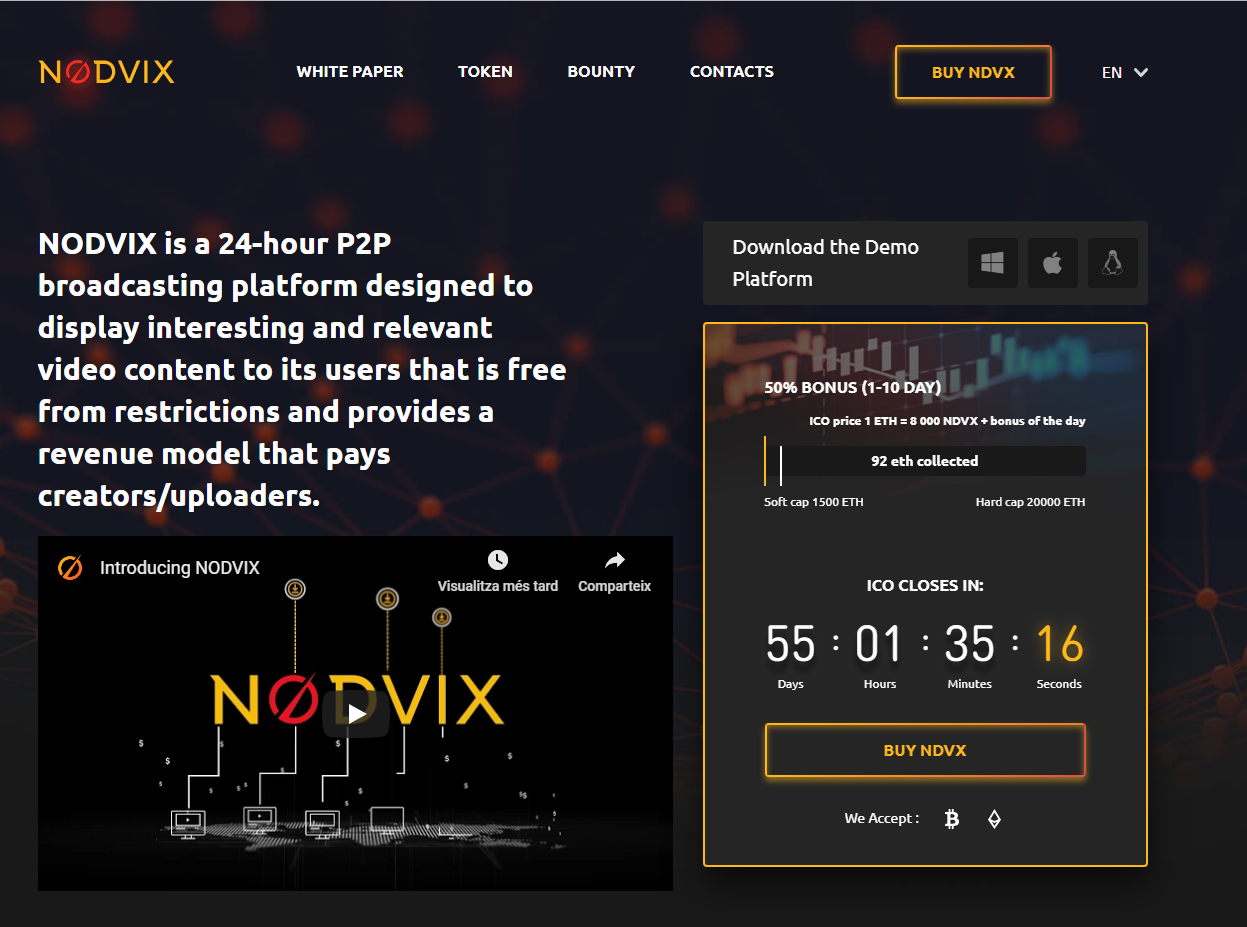 NØDVIX
WHITE PAPER
TOKEN
BOUNTY
CONTACTS
BUY NDVX
EN
NODVIX is a 24-hour P2P
broadcasting platform designed to
display interesting and relevant
video content to its users that is free
from restrictions and provides a
revenue model that pays
creators/uploaders.
Introducing NODVIX
Visualitza més tard
Comparteix
NØDVIX
$ $ $ $ $ $ $ $ $ $ $ $ $ $
Download the Demo
Platform
50% BONUS (1-10 DAY)
ICO price 1 ETH = 8 000 NDVX + bonus of the day
92 eth collected
Soft cap 1500 ETH
Hard cap 20000 ETH
ICO CLOSES IN:
55 : 01 : 35 : 16
Days Hours Minutes Seconds
BUY NDVX
We Accept :